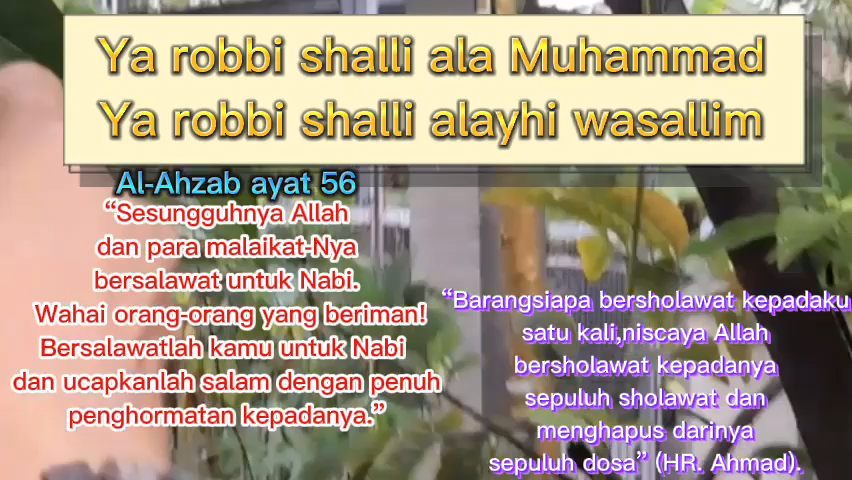 Ya robbi shalli ala Muhammad
Ya robbi shalli alayhi wasallim
Al-Ahzab ayat 56
“Sesungguhnya Allah
dan para malaikat-Nya
bersalawat untuk Nabi.
Wahai orang-orang yang beriman!
Bersalawatlah kamu untuk Nabi
dan ucapkanlah salam dengan penuh
penghormatan kepadanya.”
“Barangsiapa bersholawat kepadaku
satu kali,niscaya Allah
bersholawat kepadanya
sepuluh sholawat dan
menghapus darinya
sepuluh dosa” (HR. Ahmad).